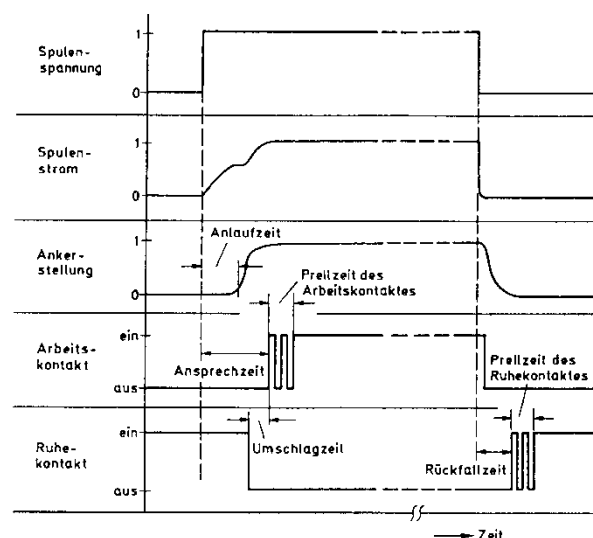 Spulen-
spannung
1
0
Spulen-
strom
1
0
Anker-
stellung
1
0
Anlaufzeit
Prellzeit des
Arbeitskontaktes
Arbeits-
kontakt
ein
aus
Ansprechzeit
Prellzeit des
Ruhekontaktes
Ruhe-
kontakt
ein
aus
Umschlagzeil
Rückfallzeit
Zeit